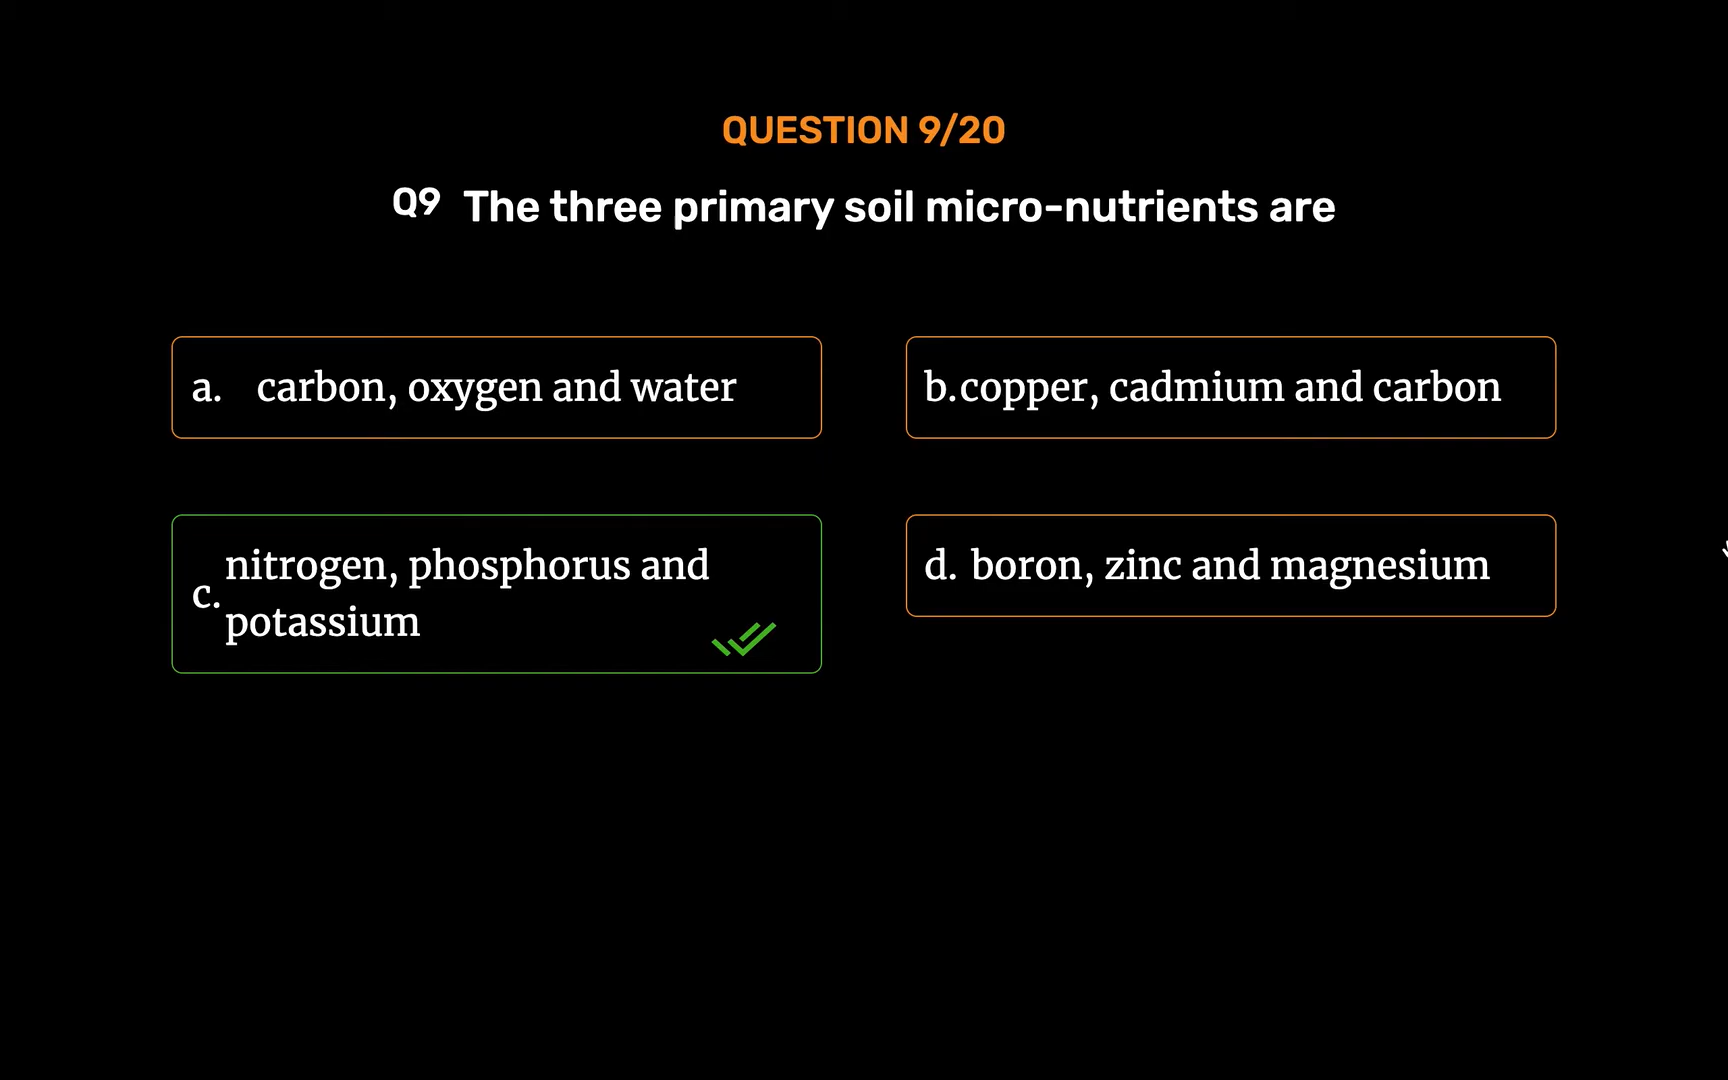 QUESTION 9/20
Q9 The three primary soil micro-nutrients are
a. carbon, oxygen and water
b.copper, cadmium and carbon
c. nitrogen, phosphorus and
potassium
d. boron, zinc and magnesium